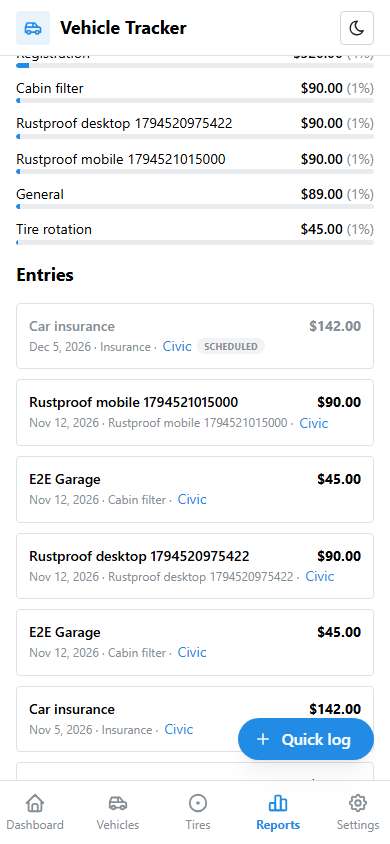 Vehicle Tracker
Registration $320.00 (1%)
Cabin filter $90.00 (1%)
Rustproof desktop 1794520975422 $90.00 (1%)
Rustproof mobile 1794521015000 $90.00 (1%)
General $89.00 (1%)
Tire rotation $45.00 (1%)
Entries
Car insurance $142.00
Dec 5, 2026 · Insurance · Civic SCHEDULED
Rustproof mobile 1794521015000 $90.00
Nov 12, 2026 · Rustproof mobile 1794521015000 · Civic
E2E Garage $45.00
Nov 12, 2026 · Cabin filter · Civic
Rustproof desktop 1794520975422 $90.00
Nov 12, 2026 · Rustproof desktop 1794520975422 · Civic
E2E Garage $45.00
Nov 12, 2026 · Cabin filter · Civic
Car insurance $142.00
Nov 5, 2026 · Insurance · Civic
+ Quick log
Dashboard Vehicles Tires Reports Settings